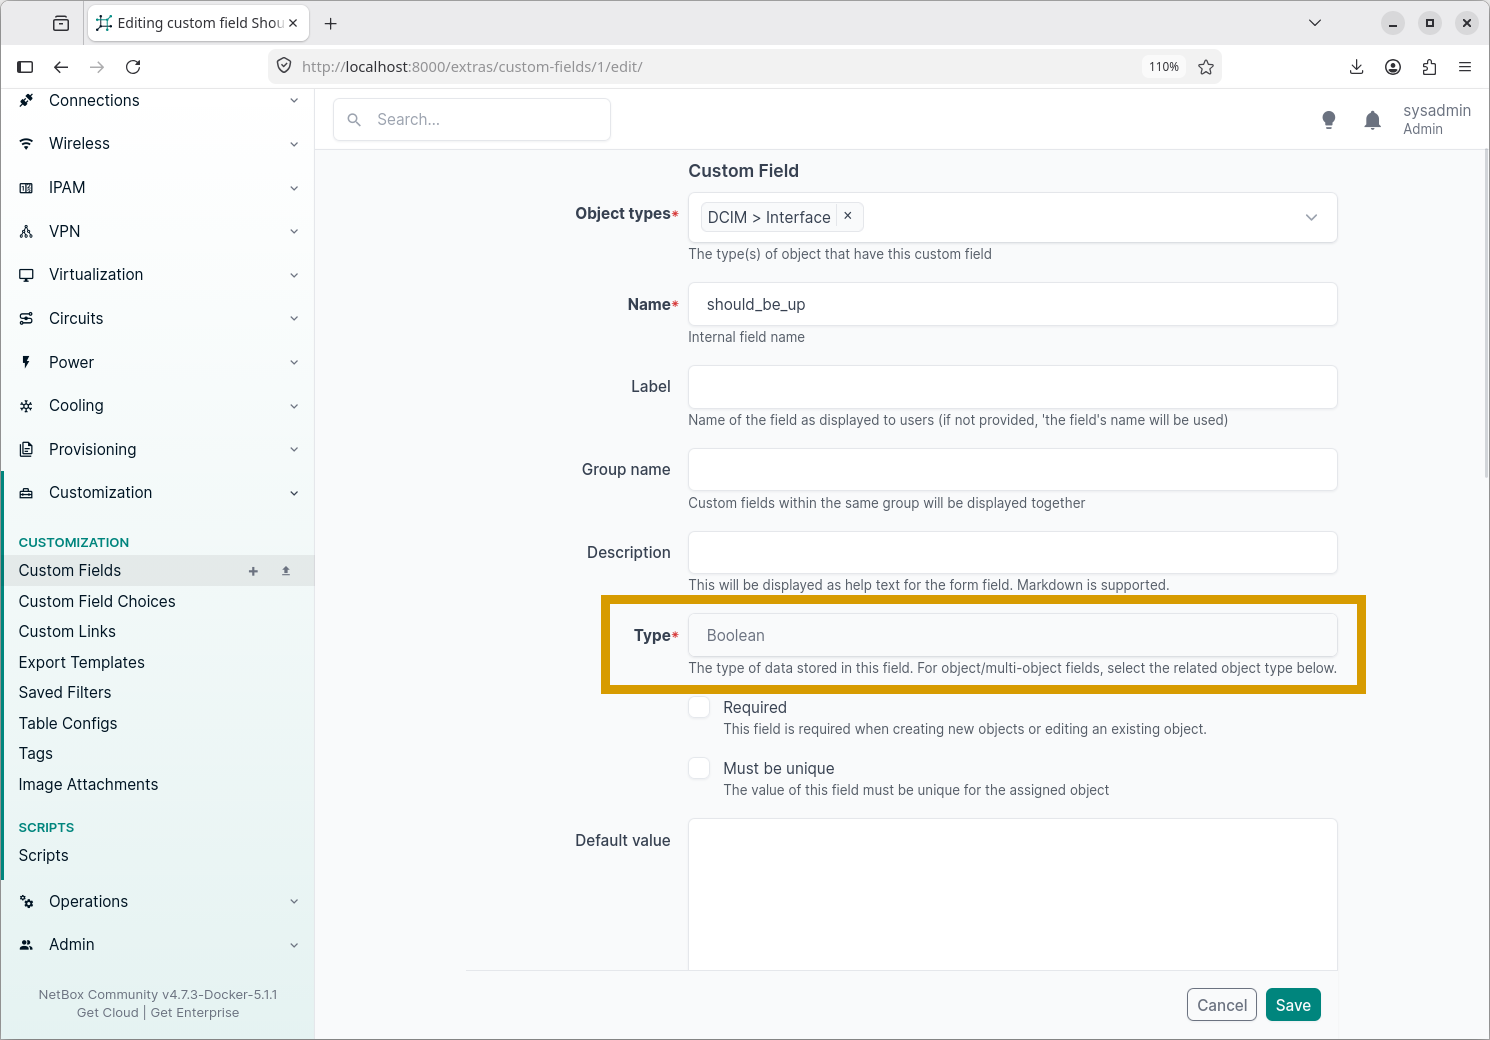 Editing custom field Shou
http://localhost:8000/extras/custom-fields/1/edit/
110%
Connections
Wireless
IPAM
VPN
Virtualization
Circuits
Power
Cooling
Provisioning
Customization
CUSTOMIZATION
Custom Fields
Custom Field Choices
Custom Links
Export Templates
Saved Filters
Table Configs
Tags
Image Attachments
SCRIPTS
Scripts
Operations
Admin
NetBox Community v4.7.3-Docker-5.1.1
Get Cloud | Get Enterprise
Search...
sysadmin
Admin
Custom Field
Object types*
DCIM > Interface ×
The type(s) of object that have this custom field
Name*
should_be_up
Internal field name
Label
Name of the field as displayed to users (if not provided, 'the field's name will be used)
Group name
Custom fields within the same group will be displayed together
Description
This will be displayed as help text for the form field. Markdown is supported.
Type*
Boolean
The type of data stored in this field. For object/multi-object fields, select the related object type below.
Required
This field is required when creating new objects or editing an existing object.
Must be unique
The value of this field must be unique for the assigned object
Default value
Cancel
Save